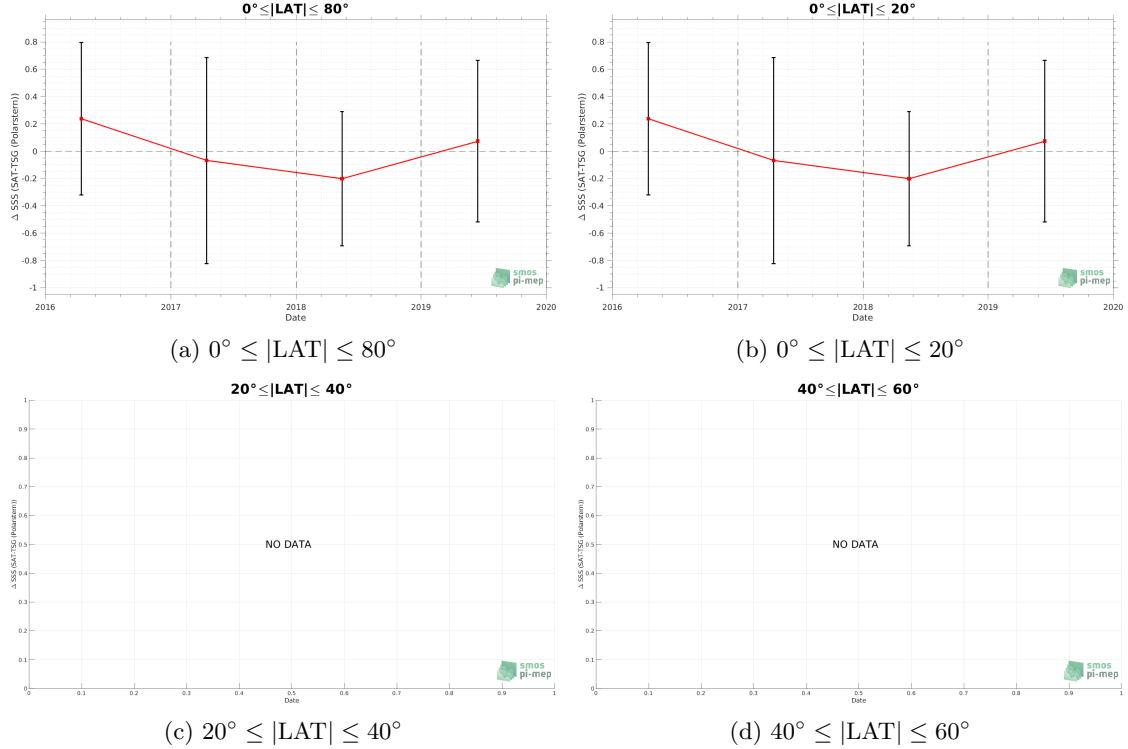 0°≤|LAT|≤ 80°
Δ SSS (SAT-TSG (Polarstern))
0.8
0.6
0.4
0.2
0
-0.2
-0.4
-0.6
-0.8
-1
2016 2017 2018 2019 2020
Date
smos
pi-mep
(a) 0° ≤ |LAT| ≤ 80°
0°≤|LAT|≤ 20°
Δ SSS (SAT-TSG (Polarstern))
0.8
0.6
0.4
0.2
0
-0.2
-0.4
-0.6
-0.8
-1
2016 2017 2018 2019 2020
Date
smos
pi-mep
(b) 0° ≤ |LAT| ≤ 20°
20°≤|LAT|≤ 40°
Δ SSS (SAT-TSG (Polarstern))
1
0.9
0.8
0.7
0.6
0.5
0.4
0.3
0.2
0.1
0
NO DATA
0 0.1 0.2 0.3 0.4 0.5 0.6 0.7 0.8 0.9 1
Date
smos
pi-mep
(c) 20° ≤ |LAT| ≤ 40°
40°≤|LAT|≤ 60°
Δ SSS (SAT-TSG (Polarstern))
1
0.9
0.8
0.7
0.6
0.5
0.4
0.3
0.2
0.1
0
NO DATA
0 0.1 0.2 0.3 0.4 0.5 0.6 0.7 0.8 0.9 1
Date
smos
pi-mep
(d) 40° ≤ |LAT| ≤ 60°